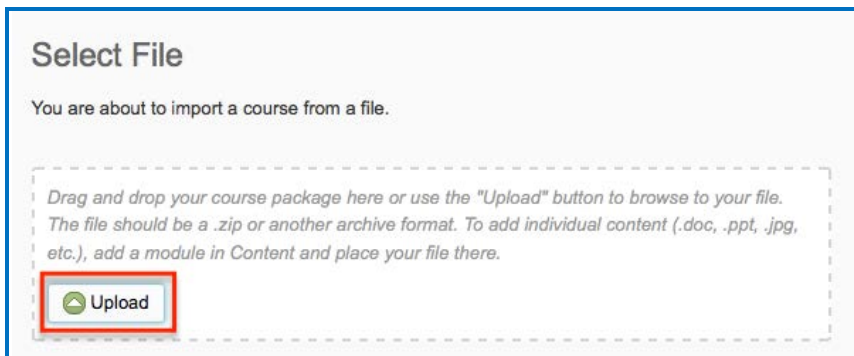 Select File
You are about to import a course from a file.
Drag and drop your course package here or use the "Upload" button to browse to your file.
The file should be a .zip or another archive format. To add individual content (.doc, .ppt, .jpg,
etc.), add a module in Content and place your file there.
Upload